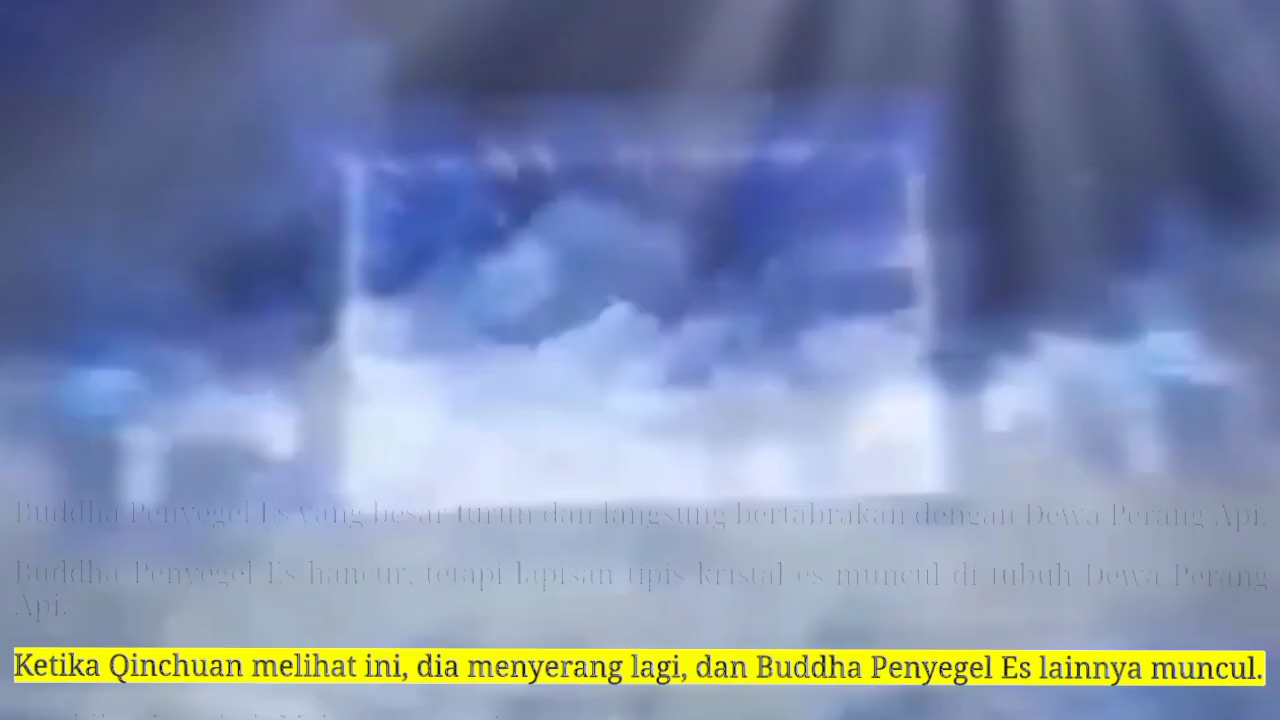 Buddha Penyegel Es yang besar turun dan langsung bertabrakan dengan Dewa Perang Api.
Buddha Penyegel Es hancur, tetapi lapisan tipis kristal es muncul di tubuh Dewa Perang
Api.
Ketika Qinchuan melihat ini, dia menyerang lagi, dan Buddha Penyegel Es lainnya muncul.